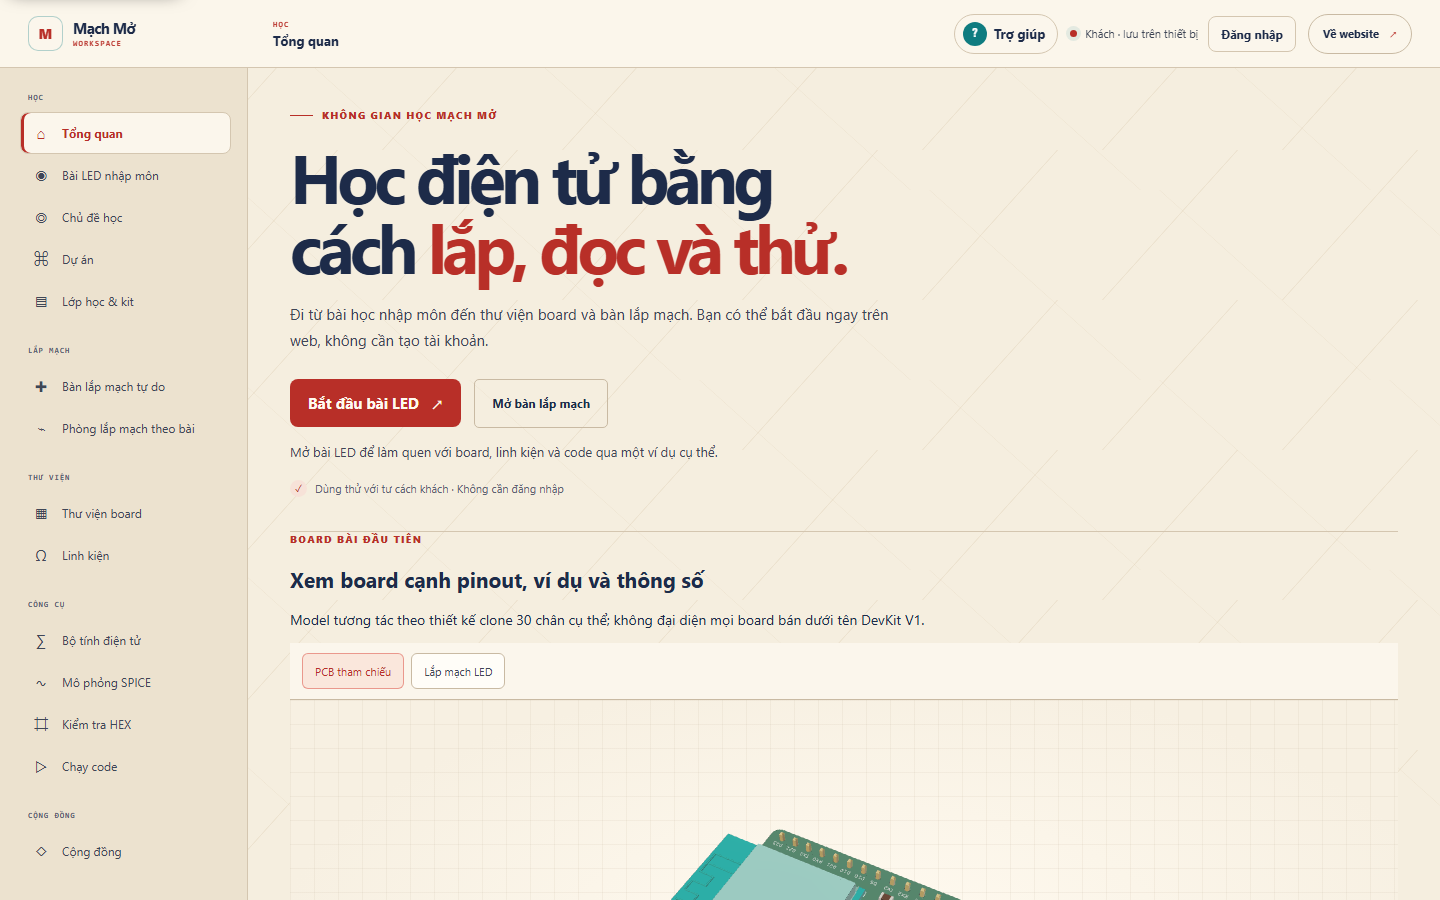 M
Mạch Mở
WORKSPACE
HỌC
Tổng quan
? Trợ giúp
Khách · lưu trên thiết bị
Đăng nhập
Về website ↗
HỌC
Tổng quan
Bài LED nhập môn
Chủ đề học
Dự án
Lớp học & kit
LẮP MẠCH
Bàn lắp mạch tự do
Phòng lắp mạch theo bài
THƯ VIỆN
Thư viện board
Linh kiện
CÔNG CỤ
Bộ tính điện tử
Mô phỏng SPICE
Kiểm tra HEX
Chạy code
CỘNG ĐỒNG
Cộng đồng
KHÔNG GIAN HỌC MẠCH MỞ
Học điện tử bằng
cách lắp, đọc và thử.
Đi từ bài học nhập môn đến thư viện board và bàn lắp mạch. Bạn có thể bắt đầu ngay trên
web, không cần tạo tài khoản.
Bắt đầu bài LED ↗
Mở bàn lắp mạch
Mở bài LED để làm quen với board, linh kiện và code qua một ví dụ cụ thể.
✓ Dùng thử với tư cách khách · Không cần đăng nhập
BOARD BÀI ĐẦU TIÊN
Xem board cạnh pinout, ví dụ và thông số
Model tương tác theo thiết kế clone 30 chân cụ thể; không đại diện mọi board bán dưới tên DevKit V1.
PCB tham chiếu
Lắp mạch LED